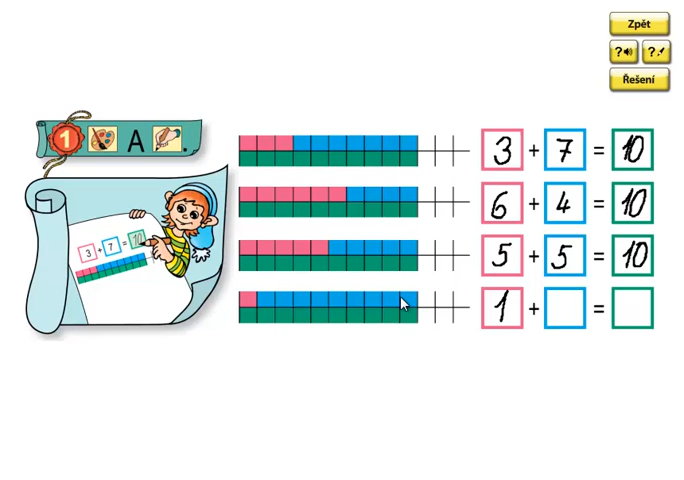 Zpět
? ?
Řešení
1 A .
3 + 7 = 10
6 + 4 = 10
5 + 5 = 10
1 + =
3 + 7 = 10